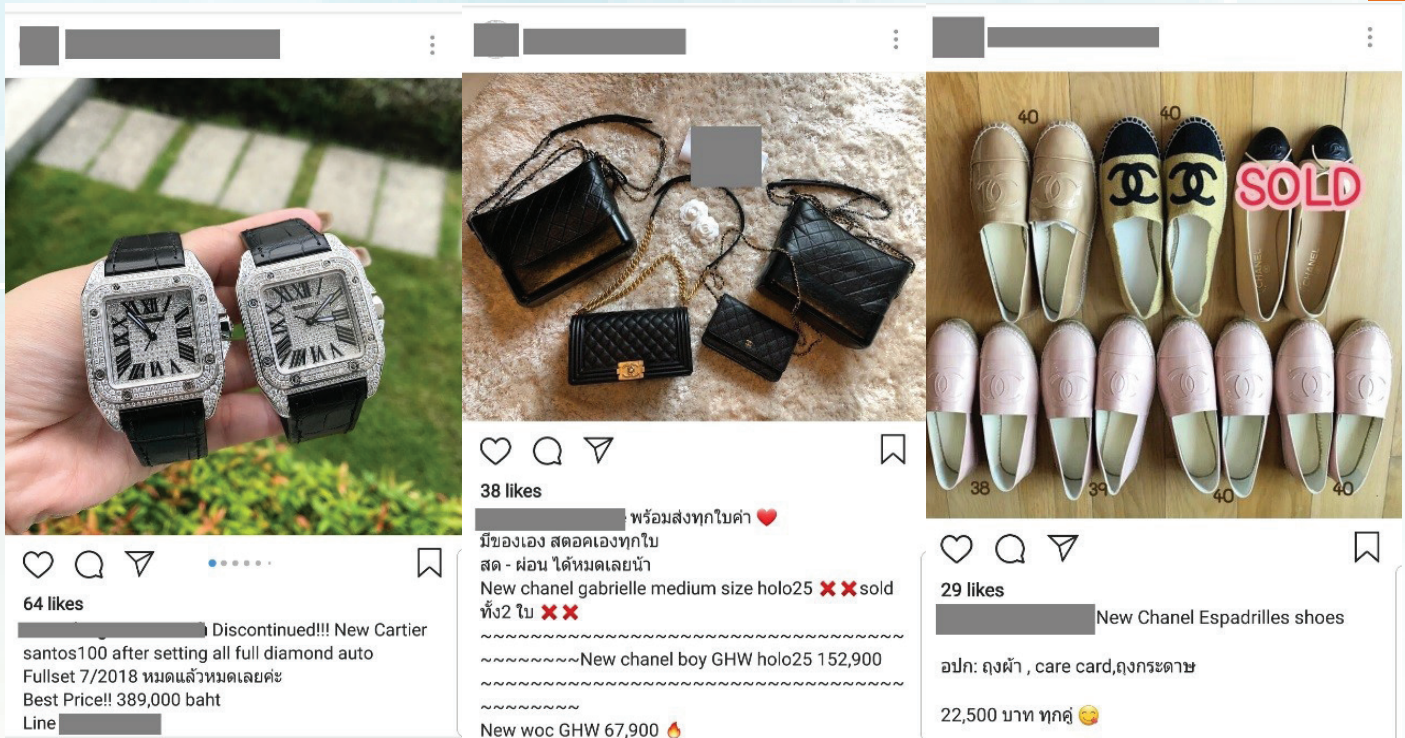 64 likes
Discontinued!!! New Cartier
santos100 after setting all full diamond auto
Fullset 7/2018 หมดแล้วหมดเลยค่ะ
Best Price!! 389,000 baht
Line
38 likes
พร้อมส่งทุกใบค่า ❤️
มีของเอง สตอคเองทุกใบ
สด - ผ่อน ได้หมดเลยน้า
New chanel gabrielle medium size holo25 ❌ ❌sold
ทั้ง2 ใบ ❌ ❌
~~~~~~~~~~~~~~~~~~~~~~~~~~~~~~~~~~
~~~~~~~~New chanel boy GHW holo25 152,900
~~~~~~~~~~~~~~~~~~~~~~~~~~~~~~~~~~
~~~~~~~~
New woc GHW 67,900 🔥
40
40
SOLD
CHANEL
CHANEL
38
39
40
40
29 likes
New Chanel Espadrilles shoes
อปก: ถุงผ้า , care card,ถุงกระดาษ
22,500 บาท ทุกคู่ 😋